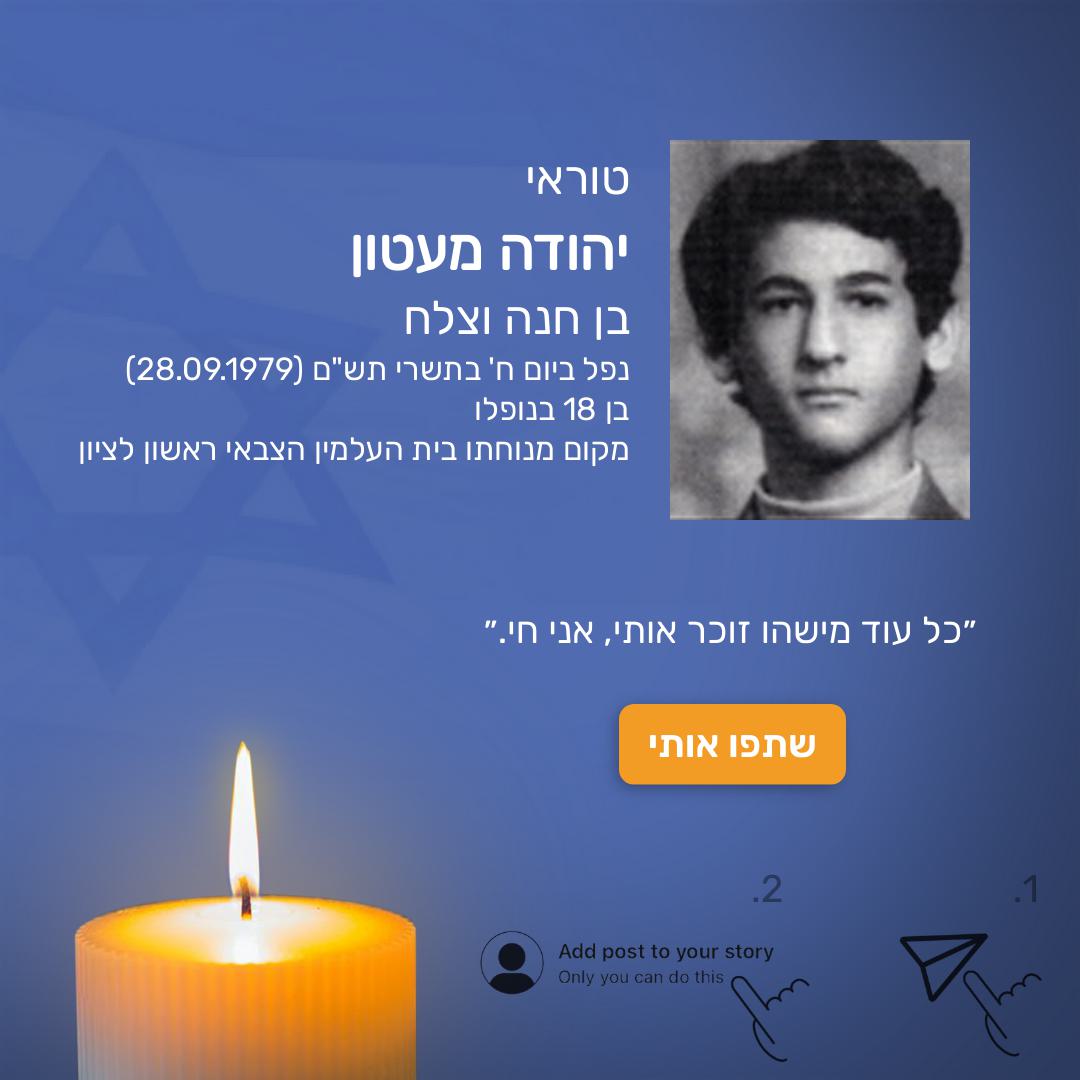 טוראי
יהודה מעטון
בן חנה וצלח
נפל ביום ח' בתשרי תש"ם (28.09.1979)
בן 18 בנופלו
מקום מנוחתו בית העלמין הצבאי ראשון לציון
״כל עוד מישהו זוכר אותי, אני חי.״
שתפו אותי
.1
.2
Add post to your story
Only you can do this